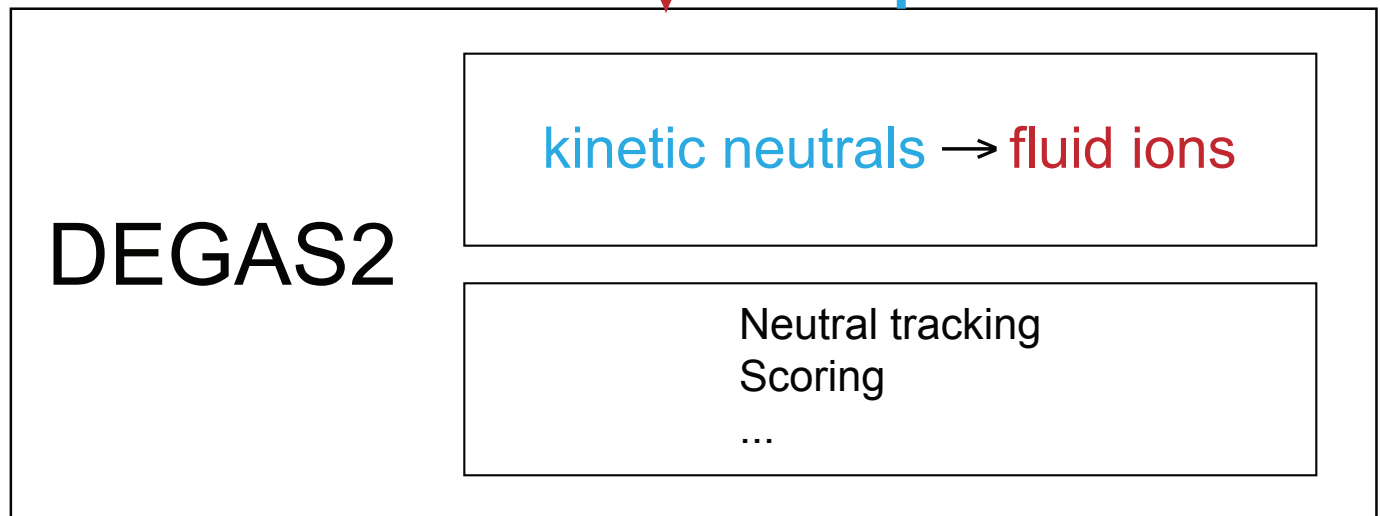 DEGAS2
kinetic neutrals → fluid ions
Neutral tracking
Scoring
...